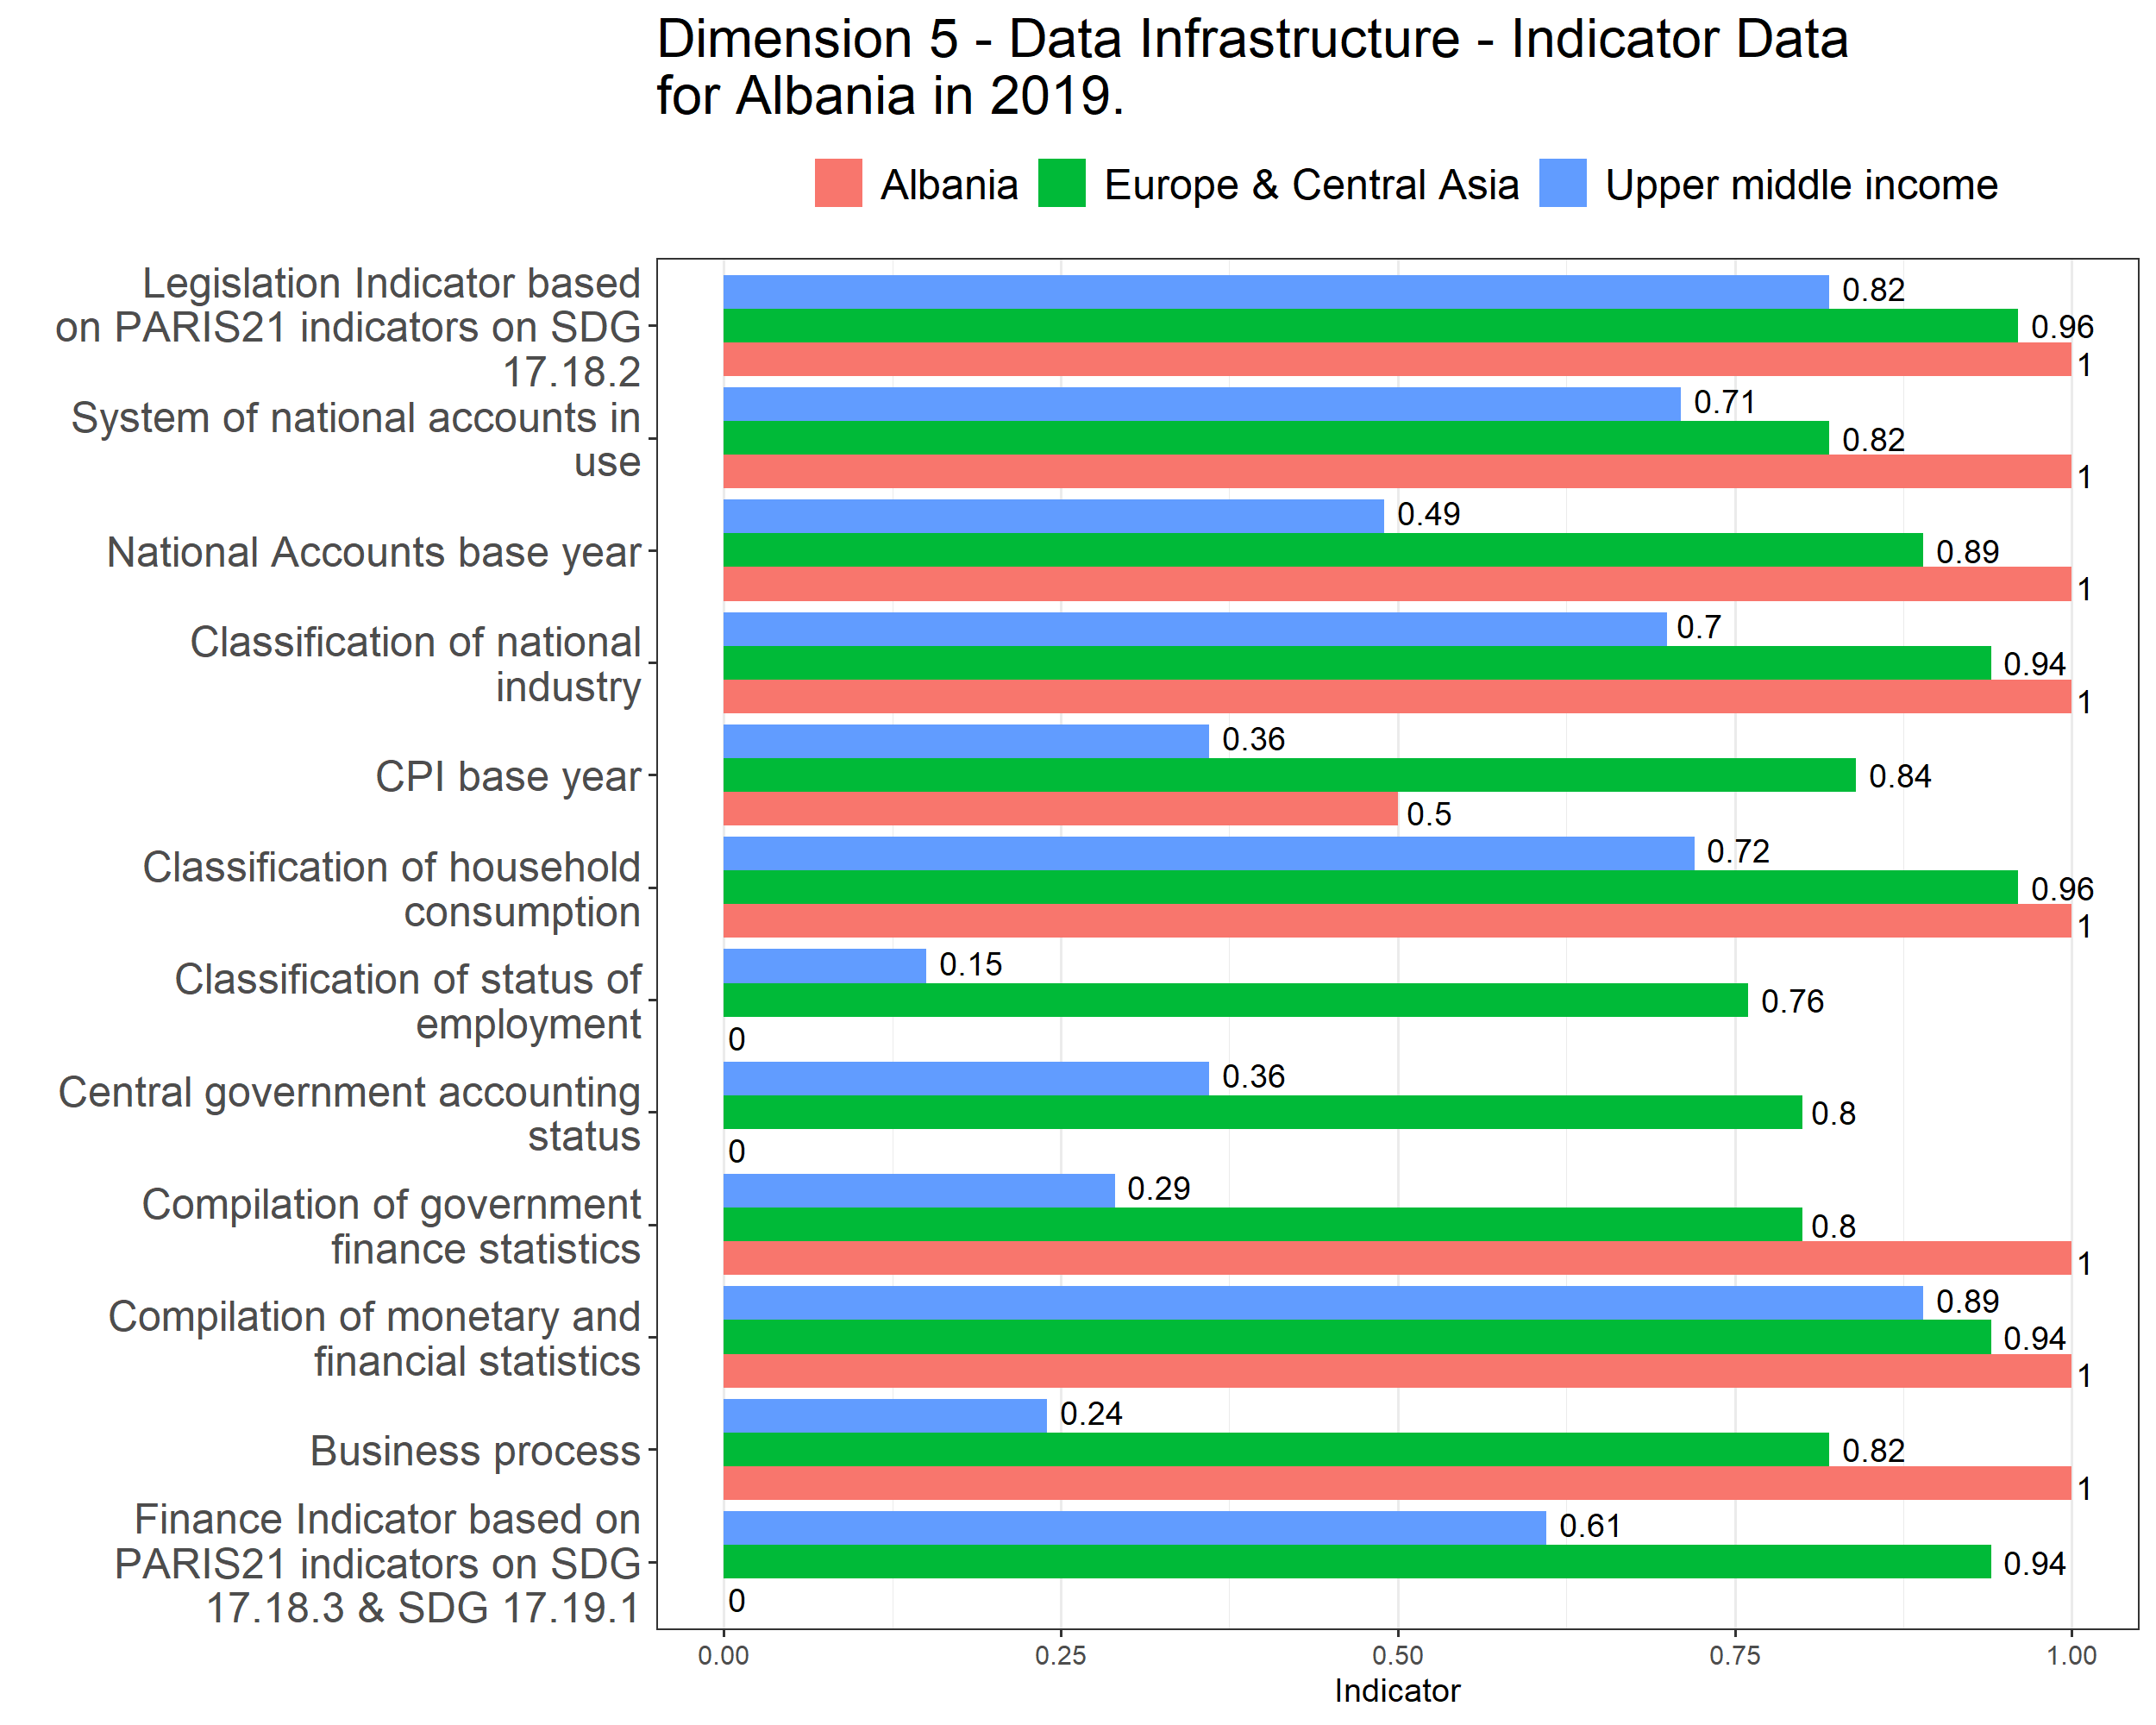 Dimension 5 - Data Infrastructure - Indicator Data
for Albania in 2019.
Albania
Europe & Central Asia
Upper middle income
Legislation Indicator based
on PARIS21 indicators on SDG
17.18.2
0.82
0.96
1
System of national accounts in
use
0.71
0.82
1
National Accounts base year
0.49
0.89
1
Classification of national
industry
0.7
0.94
1
CPI base year
0.36
0.84
0.5
Classification of household
consumption
0.72
0.96
1
Classification of status of
employment
0.15
0.76
0
Central government accounting
status
0.36
0.8
0
Compilation of government
finance statistics
0.29
0.8
1
Compilation of monetary and
financial statistics
0.89
0.94
1
Business process
0.24
0.82
1
Finance Indicator based on
PARIS21 indicators on SDG
17.18.3 & SDG 17.19.1
0.61
0.94
0
0.00
0.25
0.50
0.75
1.00
Indicator